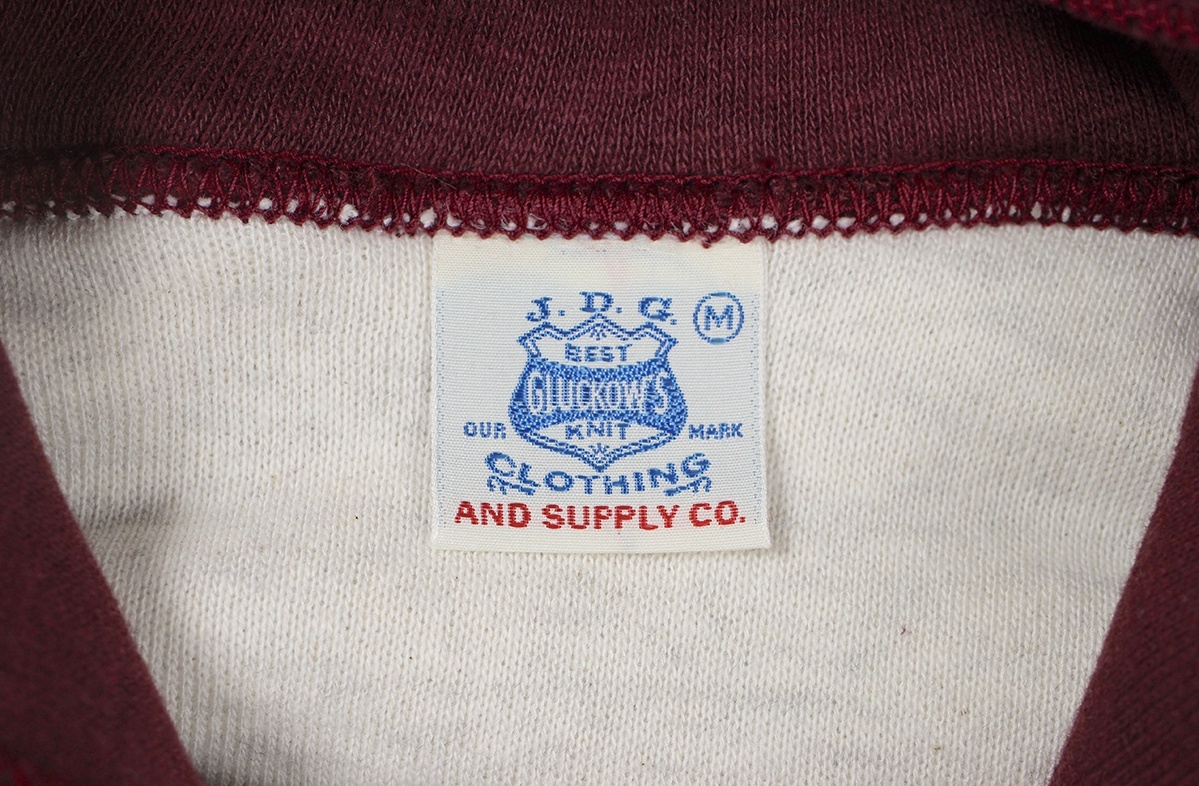 J. D. G. M
BEST
GLUCKOW'S
OUR KNIT MARK
CLOTHING
AND SUPPLY CO.